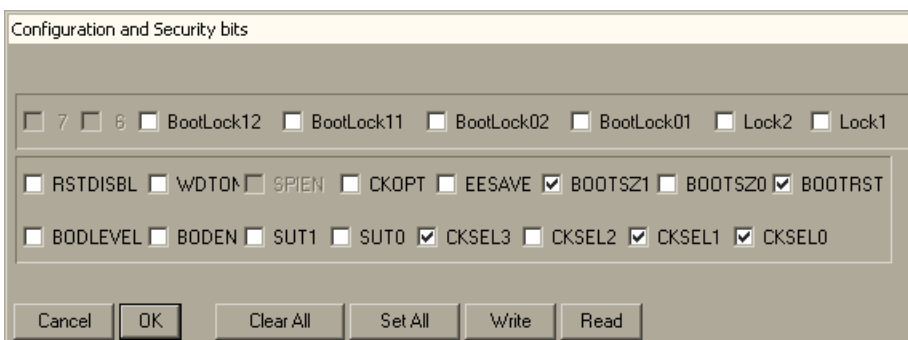 Configuration and Security bits
7 6 BootLock12 BootLock11 BootLock02 BootLock01 Lock2 Lock1
RSTDISBL WDTON SPIEN CKOPT EESAVE BOOTSZ1 BOOTSZ0 BOOTRST
BODLEVEL BODEN SUT1 SUT0 CKSEL3 CKSEL2 CKSEL1 CKSEL0
Cancel OK Clear All Set All Write Read